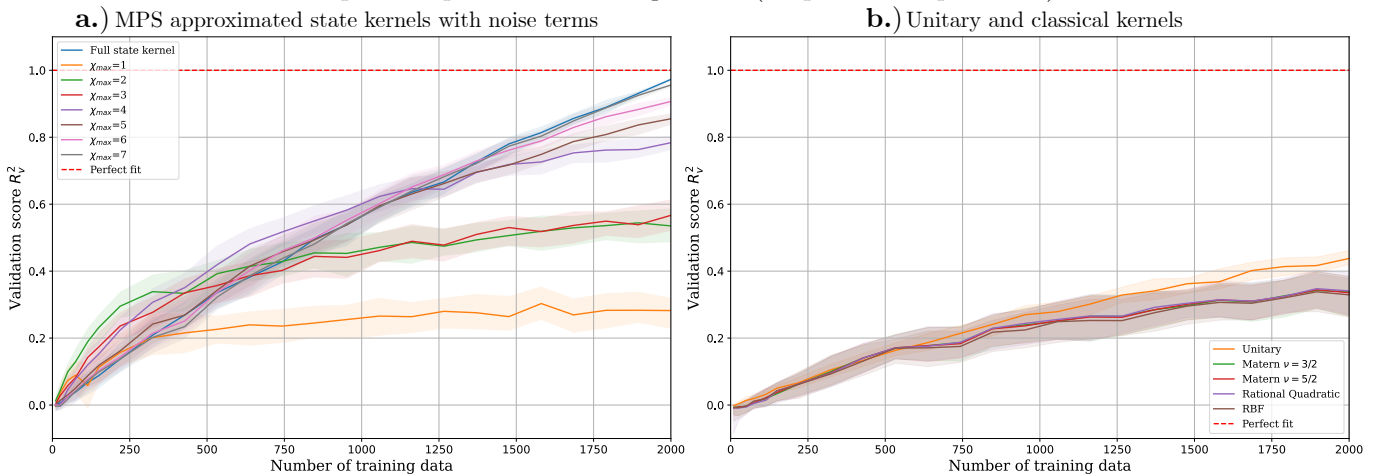 a.) MPS approximated state kernels with noise terms
Full state kernel
χmax=1
χmax=2
χmax=3
χmax=4
χmax=5
χmax=6
χmax=7
Perfect fit
1.0
0.8
0.6
0.4
0.2
0.0
Validation score R²ᵥ
0 250 500 750 1000 1250 1500 1750 2000
Number of training data
b.) Unitary and classical kernels
1.0
0.8
0.6
0.4
0.2
0.0
Validation score R²ᵥ
Unitary
Matern ν = 3/2
Matern ν = 5/2
Rational Quadratic
RBF
Perfect fit
0 250 500 750 1000 1250 1500 1750 2000
Number of training data